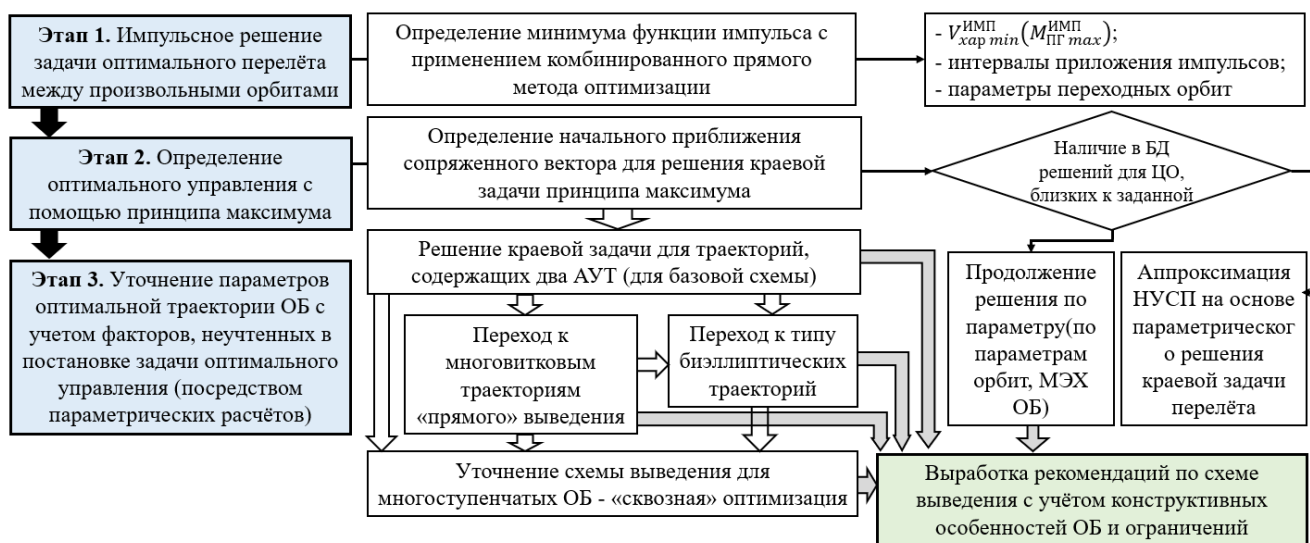 Этап 1. Импульсное решение
задачи оптимального перелёта
между произвольными орбитами
Определение минимума функции импульса с
применением комбинированного прямого
метода оптимизации
- V_{хар min}^{ИМП}(M_{ПГ max}^{ИМП});
- интервалы приложения импульсов;
- параметры переходных орбит
Этап 2. Определение
оптимального управления с
помощью принципа максимума
Определение начального приближения
сопряженного вектора для решения краевой
задачи принципа максимума
Наличие в БД
решений для ЦО,
близких к заданной
Этап 3. Уточнение параметров
оптимальной траектории ОБ с
учетом факторов, неучтенных в
постановке задачи оптимального
управления (посредством
параметрических расчётов)
Решение краевой задачи для траекторий,
содержащих два АУТ (для базовой схемы)
Переход к
многовитковым
траекториям
«прямого» выведения
Переход к типу
биэллиптических
траекторий
Продолжение
решения по
параметру(по
параметрам
орбит, МЭХ
ОБ)
Аппроксимация
НУСП на основе
параметрическог
о решения
краевой задачи
перелёта
Уточнение схемы выведения для
многоступенчатых ОБ - «сквозная» оптимизация
Выработка рекомендаций по схеме
выведения с учётом конструктивных
особенностей ОБ и ограничений